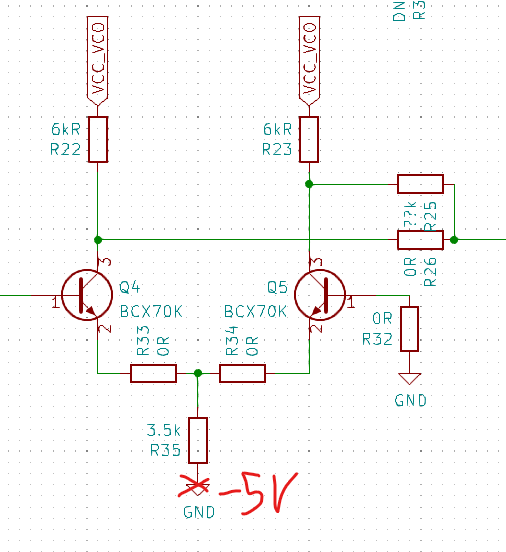 DN
R3
VCC_VCO
VCC_VCO
6kR
R22
6kR
R23
??k
R25
0R
R26
3
3
Q4
BCX70K
Q5
BCX70K
1
1
2
2
R33
0R
R34
0R
0R
R32
GND
3.5k
R35
-5V
GND